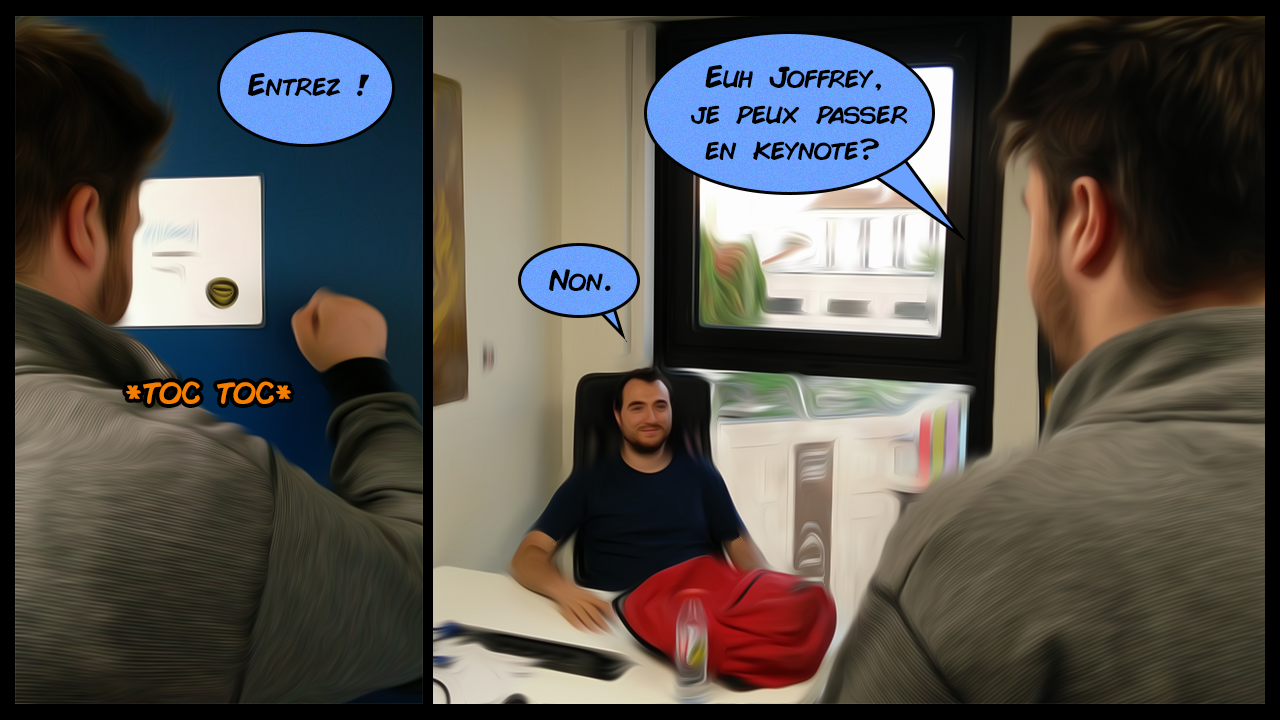 Entrez !
*TOC TOC*
Euh Joffrey,
je peux passer
en keynote?
Non.